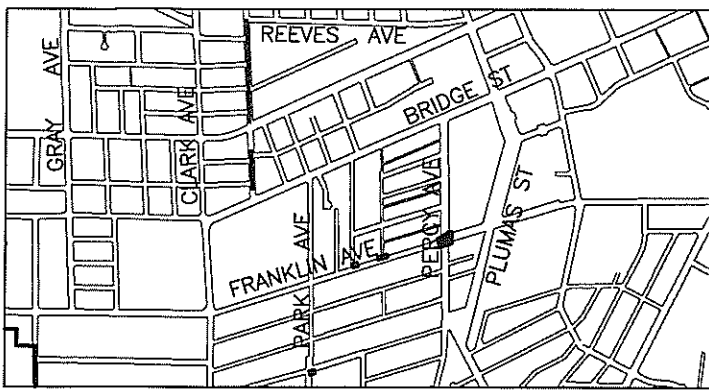 REEVES AVE
GRAY AVE
CLARK AVE
BRIDGE ST
PERCY AVE
PLUMAS ST
FRANKLIN AVE
PARK AVE